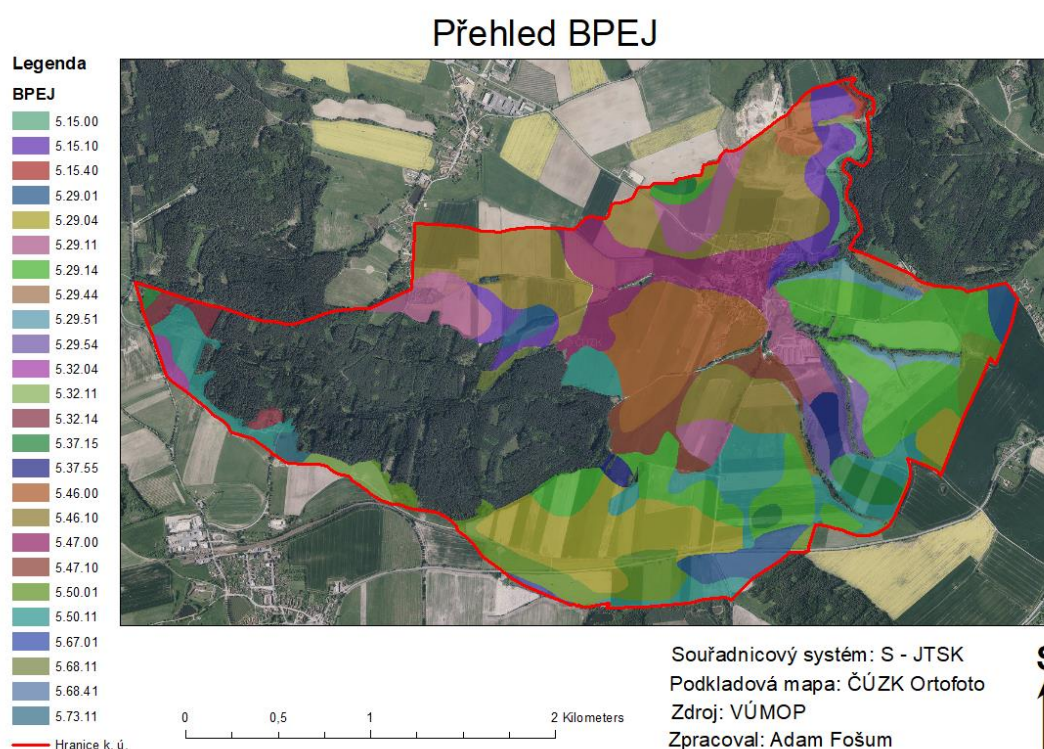 Přehled BPEJ
Legenda
BPEJ
5.15.00
5.15.10
5.15.40
5.29.01
5.29.04
5.29.11
5.29.14
5.29.44
5.29.51
5.29.54
5.32.04
5.32.11
5.32.14
5.37.15
5.37.55
5.46.00
5.46.10
5.47.00
5.47.10
5.50.01
5.50.11
5.67.01
5.68.11
5.68.41
5.73.11
Hranice k. ú.
0 0,5 1 2 Kilometers
Souřadnicový systém: S - JTSK
Podkladová mapa: ČÚZK Ortofoto
Zdroj: VÚMOP
Zpracoval: Adam Fošum
S